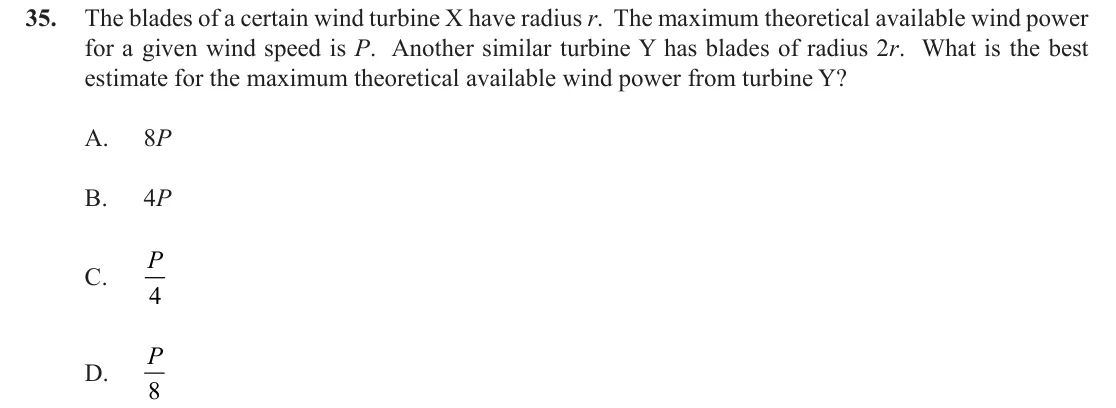 35. The blades of a certain wind turbine X have radius r. The maximum theoretical available wind power
for a given wind speed is P. Another similar turbine Y has blades of radius 2r. What is the best
estimate for the maximum theoretical available wind power from turbine Y?
A. 8P
B. 4P
C. P/4
D. P/8